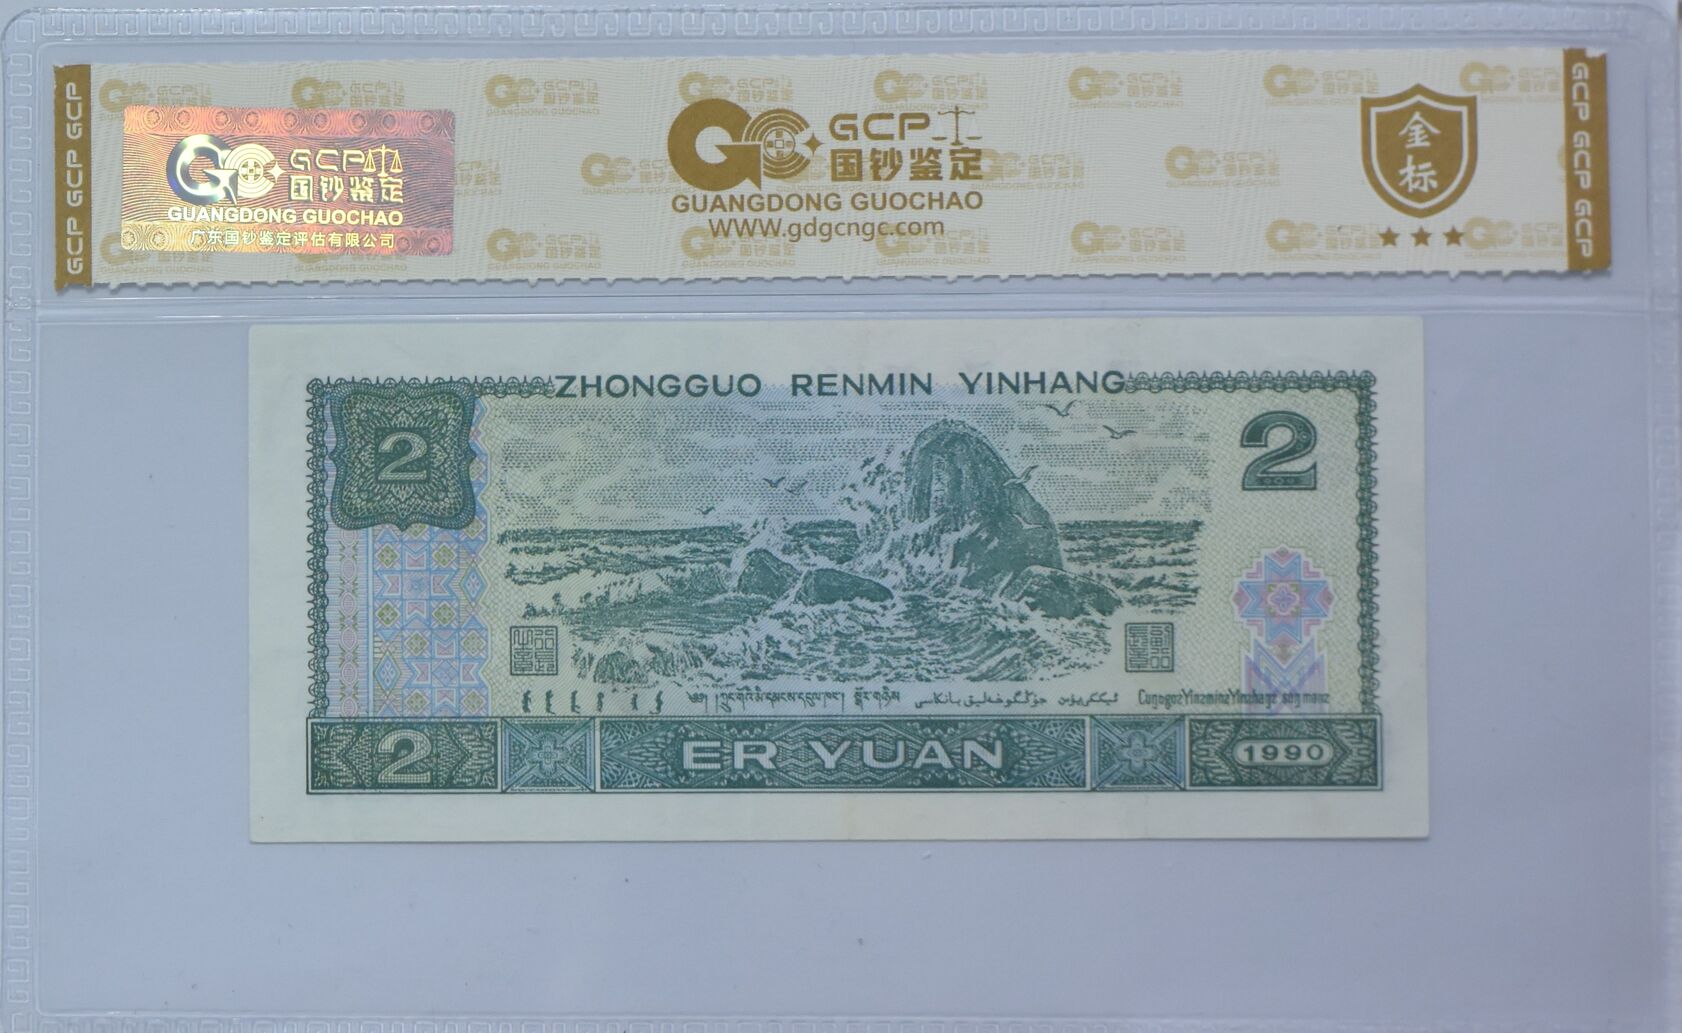 GCP GCP GCP
GCP
国钞鉴定
GUANGDONG GUOCHAO
广东国钞鉴定评估有限公司
GCP
国钞鉴定
GUANGDONG GUOCHAO
WWW.gdgcngc.com
金
标
GCP GCP GCP
ZHONGGUO RENMIN YINHANG
2
2
2
ER YUAN
1990